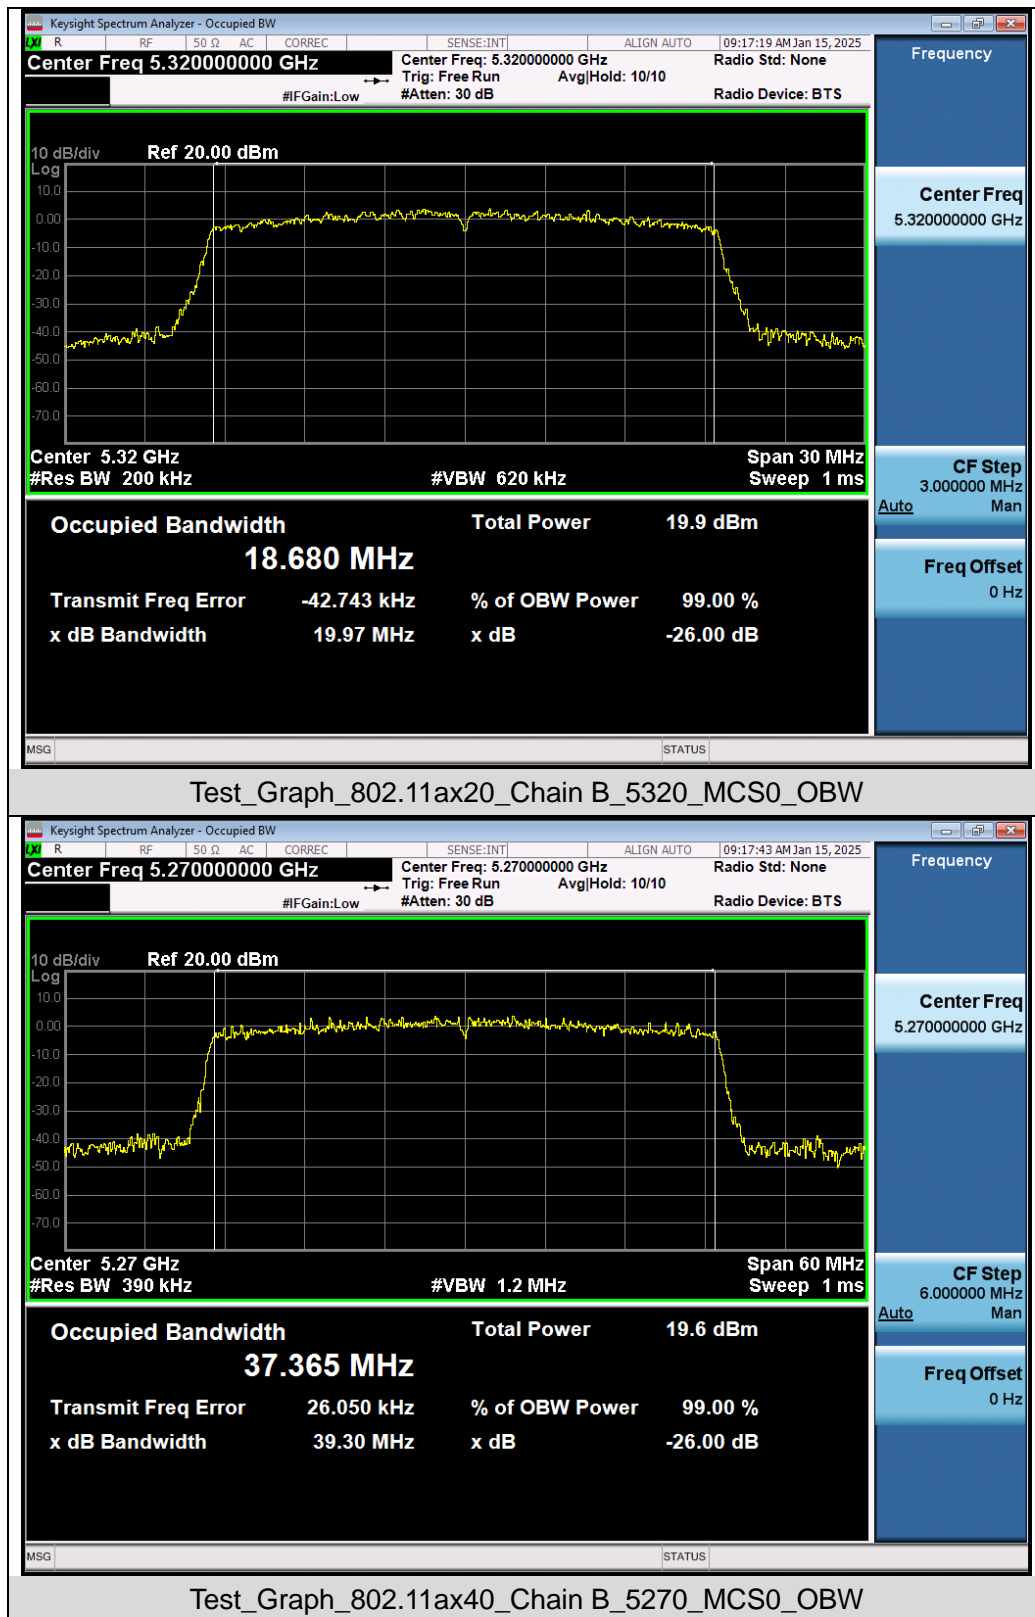 Keysight Spectrum Analyzer - Occupied BW
LXI R RF 50 Ω AC CORREC SENSE:INT ALIGN AUTO 09:17:19 AM Jan 15, 2025
Center Freq 5.320000000 GHz
Center Freq: 5.320000000 GHz
Radio Std: None
Trig: Free Run Avg|Hold: 10/10
#IFGain:Low
#Atten: 30 dB
Radio Device: BTS
10 dB/div Ref 20.00 dBm
Log
10.0
0.00
-10.0
-20.0
-30.0
-40.0
-50.0
-60.0
-70.0
Center 5.32 GHz Span 30 MHz
#Res BW 200 kHz #VBW 620 kHz Sweep 1 ms
Occupied Bandwidth Total Power 19.9 dBm
18.680 MHz
Transmit Freq Error -42.743 kHz % of OBW Power 99.00 %
x dB Bandwidth 19.97 MHz x dB -26.00 dB
MSG STATUS
Frequency
Center Freq
5.320000000 GHz
CF Step
3.000000 MHz
Auto Man
Freq Offset
0 Hz
Test_Graph_802.11ax20_Chain B_5320_MCS0_OBW
Keysight Spectrum Analyzer - Occupied BW
LXI R RF 50 Ω AC CORREC SENSE:INT ALIGN AUTO 09:17:43 AM Jan 15, 2025
Center Freq 5.270000000 GHz
Center Freq: 5.270000000 GHz
Radio Std: None
Trig: Free Run Avg|Hold: 10/10
#IFGain:Low
#Atten: 30 dB
Radio Device: BTS
10 dB/div Ref 20.00 dBm
Log
10.0
0.00
-10.0
-20.0
-30.0
-40.0
-50.0
-60.0
-70.0
Center 5.27 GHz Span 60 MHz
#Res BW 390 kHz #VBW 1.2 MHz Sweep 1 ms
Occupied Bandwidth Total Power 19.6 dBm
37.365 MHz
Transmit Freq Error 26.050 kHz % of OBW Power 99.00 %
x dB Bandwidth 39.30 MHz x dB -26.00 dB
MSG STATUS
Frequency
Center Freq
5.270000000 GHz
CF Step
6.000000 MHz
Auto Man
Freq Offset
0 Hz
Test_Graph_802.11ax40_Chain B_5270_MCS0_OBW